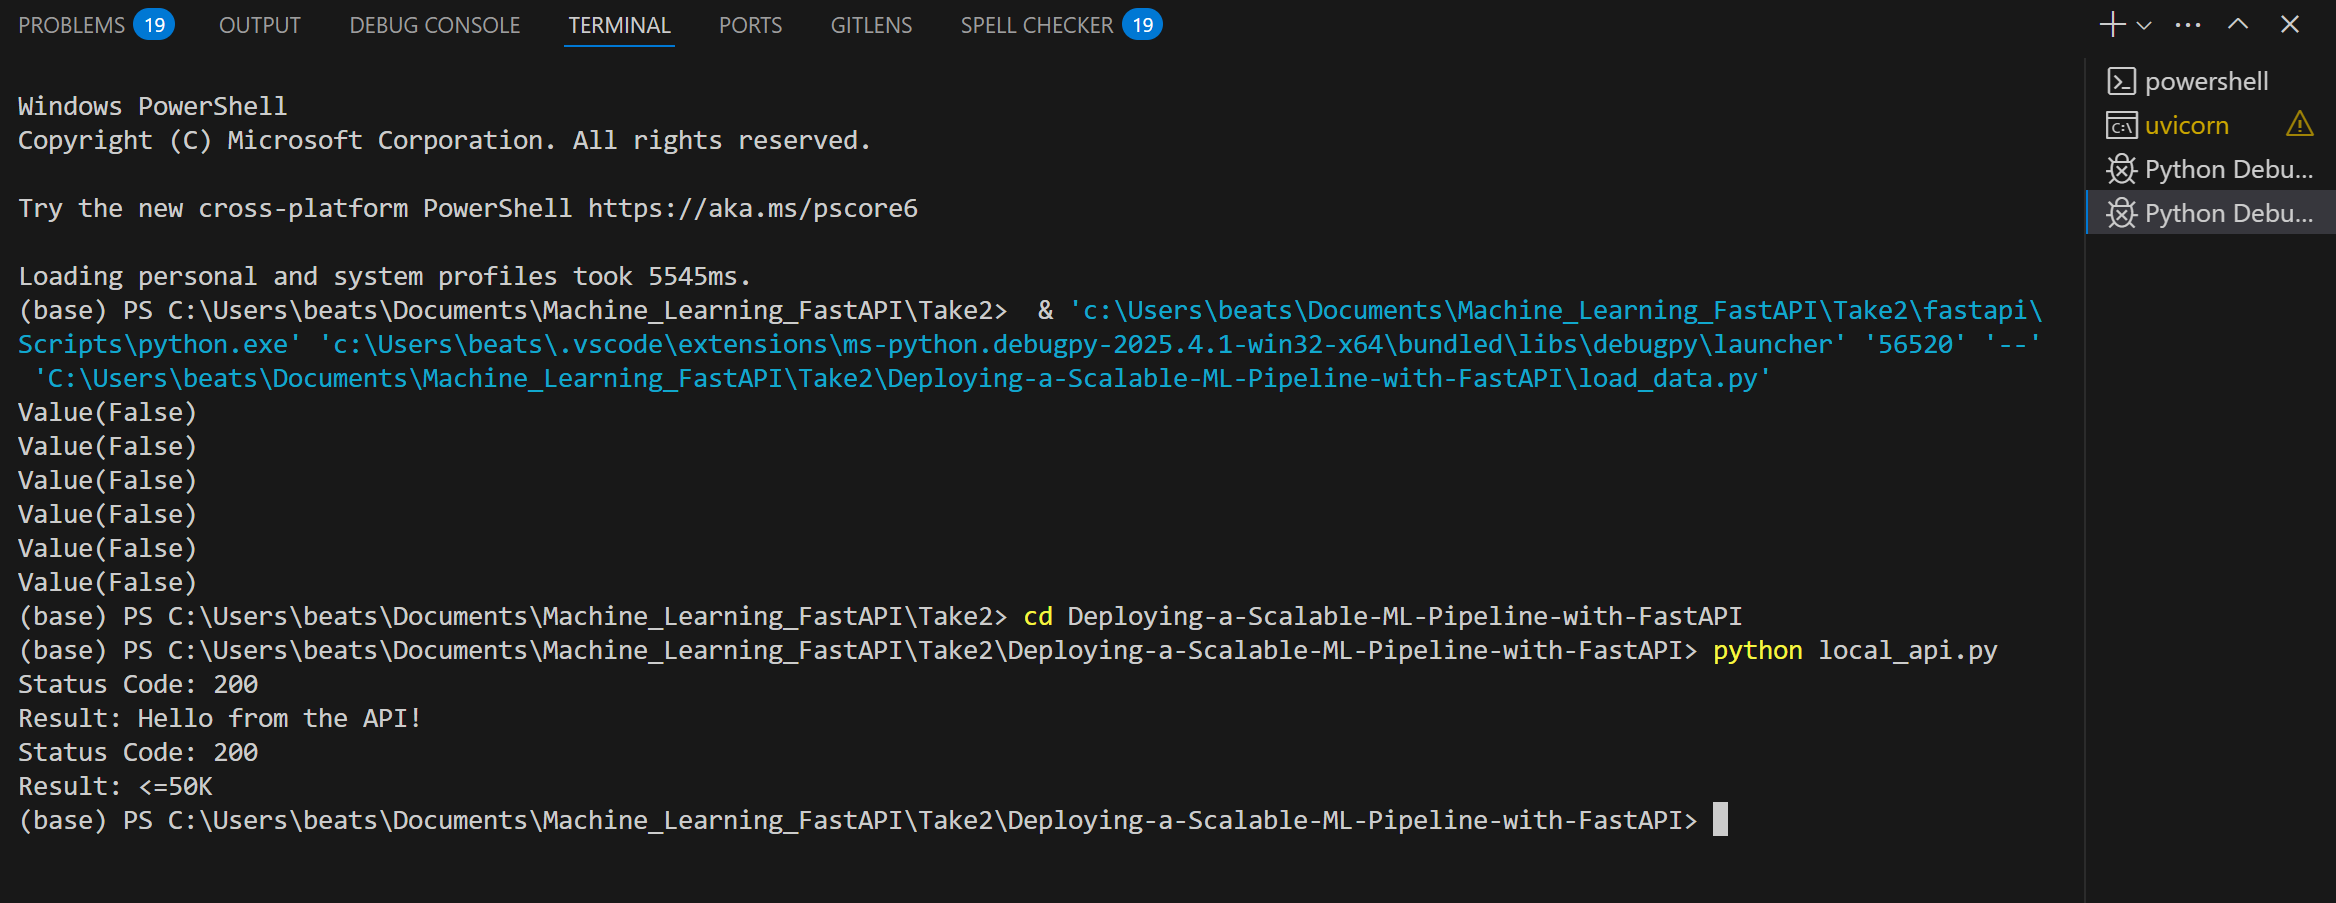 PROBLEMS 19 OUTPUT DEBUG CONSOLE TERMINAL PORTS GITLENS SPELL CHECKER 19
Windows PowerShell
Copyright (C) Microsoft Corporation. All rights reserved.
Try the new cross-platform PowerShell https://aka.ms/pscore6
Loading personal and system profiles took 5545ms.
(base) PS C:\Users\beats\Documents\Machine_Learning_FastAPI\Take2>  & 'c:\Users\beats\Documents\Machine_Learning_FastAPI\Take2\fastapi\
Scripts\python.exe' 'c:\Users\beats\.vscode\extensions\ms-python.debugpy-2025.4.1-win32-x64\bundled\libs\debugpy\launcher' '56520' '--'
 'C:\Users\beats\Documents\Machine_Learning_FastAPI\Take2\Deploying-a-Scalable-ML-Pipeline-with-FastAPI\load_data.py'
Value(False)
Value(False)
Value(False)
Value(False)
Value(False)
Value(False)
(base) PS C:\Users\beats\Documents\Machine_Learning_FastAPI\Take2> cd Deploying-a-Scalable-ML-Pipeline-with-FastAPI
(base) PS C:\Users\beats\Documents\Machine_Learning_FastAPI\Take2\Deploying-a-Scalable-ML-Pipeline-with-FastAPI> python local_api.py
Status Code: 200
Result: Hello from the API!
Status Code: 200
Result: <=50K
(base) PS C:\Users\beats\Documents\Machine_Learning_FastAPI\Take2\Deploying-a-Scalable-ML-Pipeline-with-FastAPI>
powershell
uvicorn
Python Debu...
Python Debu...